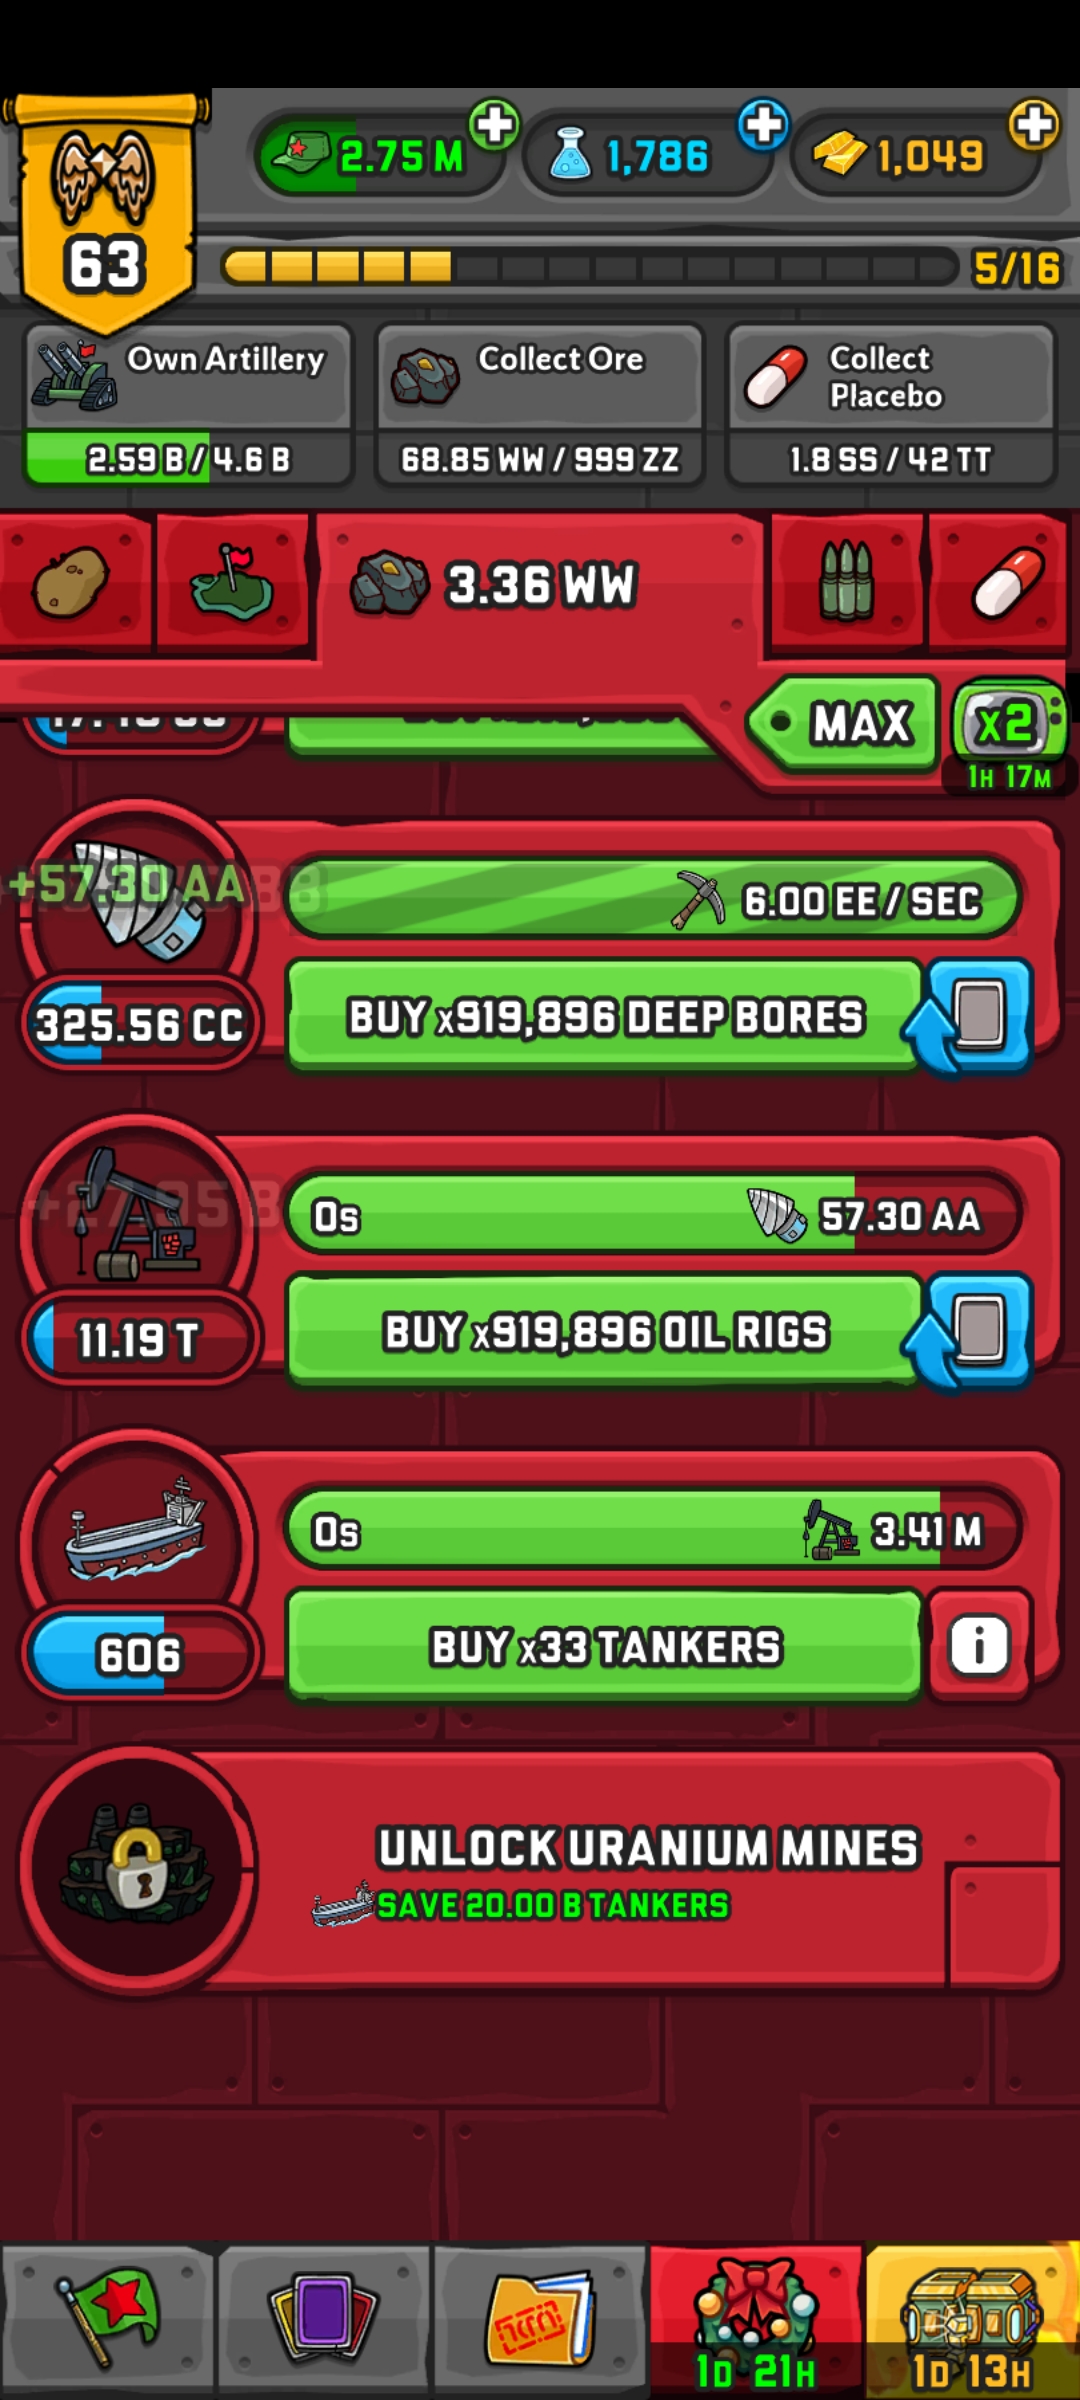 2.75 M
1,786
1,049
63
5/16
Own Artillery
2.59 B / 4.6 B
Collect Ore
68.85 WW / 999 ZZ
Collect
Placebo
1.8 SS / 42 TT
3.36 WW
MAX
X2
1H 17M
+57.30 AA
6.00 EE / SEC
325.56 CC
BUY x919,896 DEEP BORES
0s
57.30 AA
11.19 T
BUY x919,896 OIL RIGS
0s
3.41 M
606
BUY x33 TANKERS
i
UNLOCK URANIUM MINES
SAVE 20.00 B TANKERS
1D 21H
1D 13H